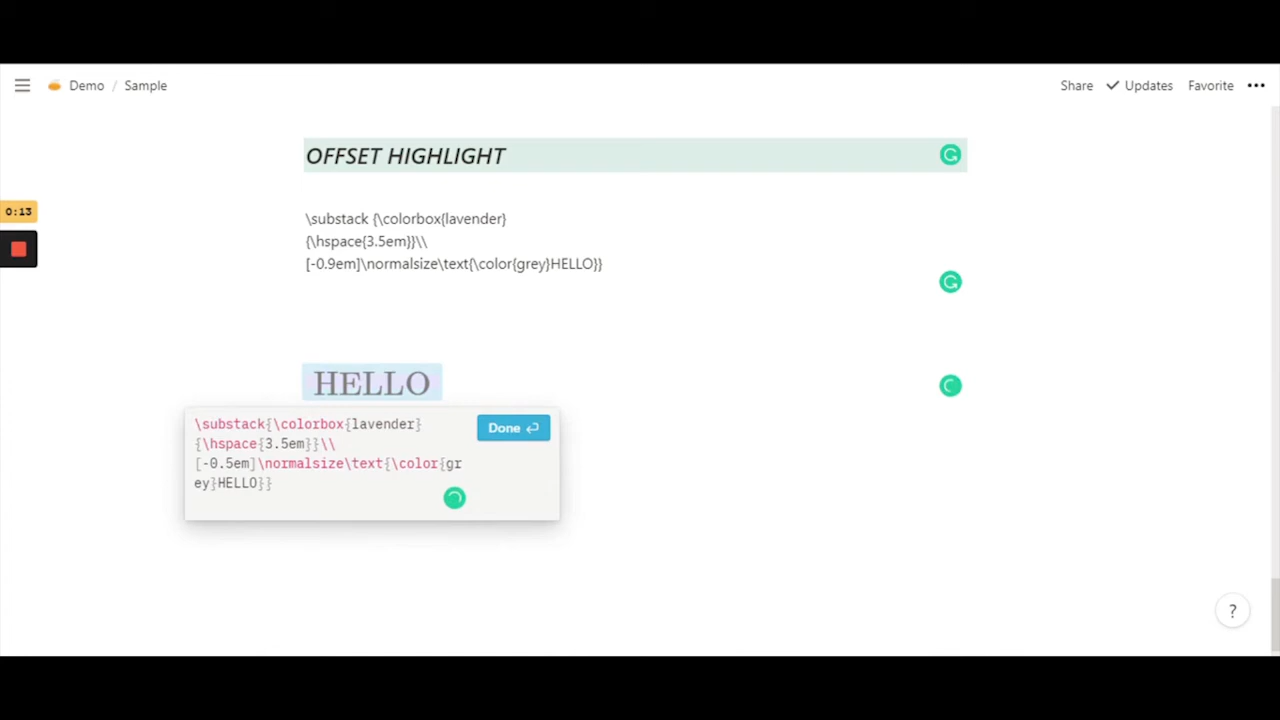 Demo / Sample
Share ✓ Updates Favorite •••
OFFSET HIGHLIGHT
0:13
\substack {\colorbox{lavender}
{\hspace{3.5em}}\\
[-0.9em]\normalsize\text{\color{grey}HELLO}}
HELLO
\substack{\colorbox{lavender}
{\hspace{3.5em}}\\
[-0.5em]\normalsize\text{\color{gr
ey}HELLO}}
Done
?